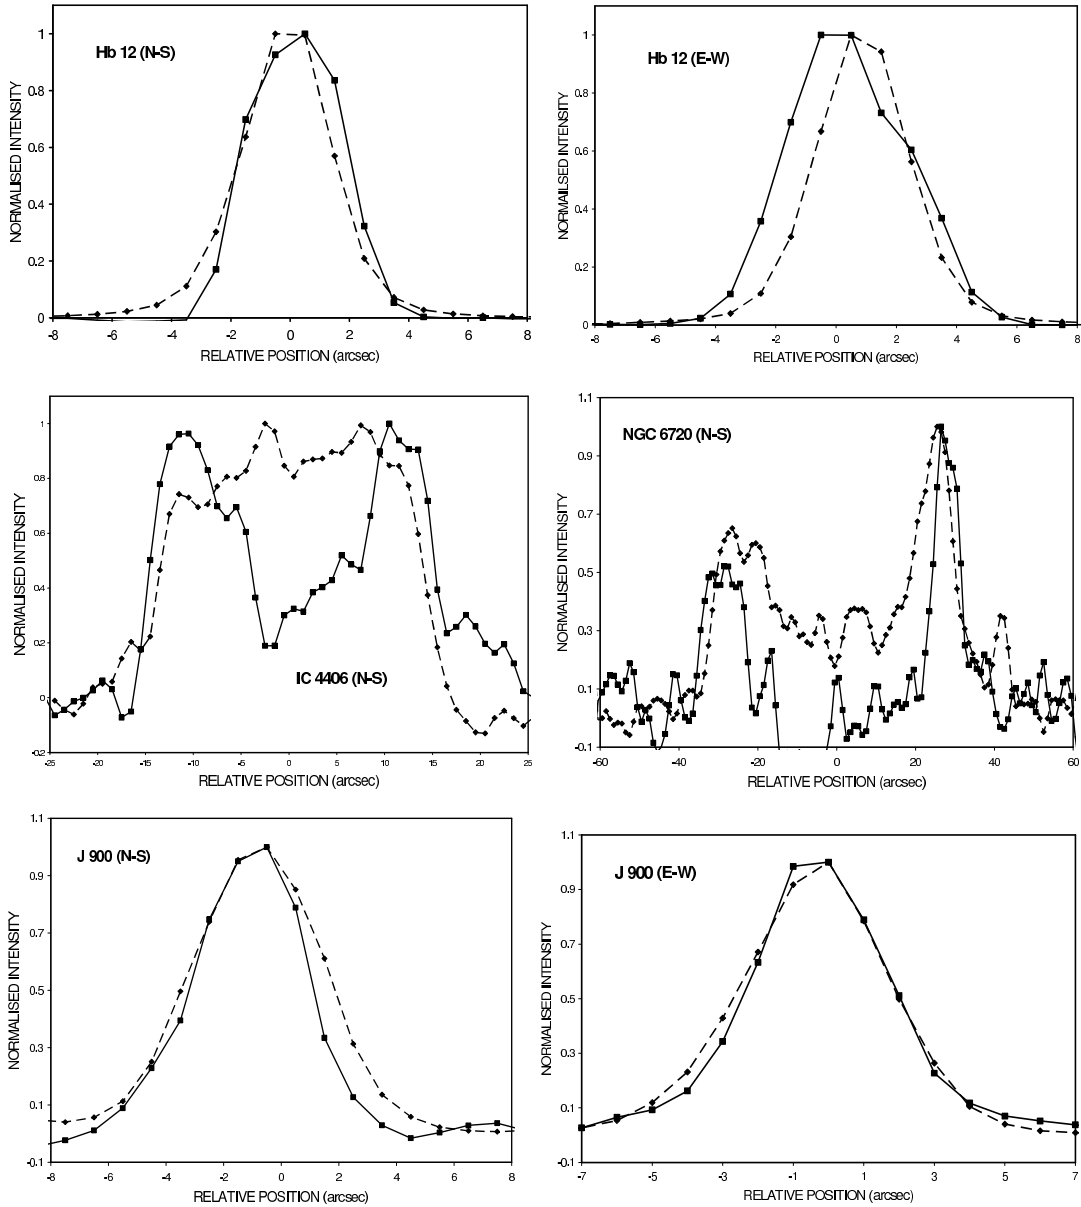 Hb 12 (N-S)
NORMALISED INTENSITY
1
0.8
0.6
0.4
0.2
0
-8 -6 -4 -2 0 2 4 6 8
RELATIVE POSITION (arcsec)
Hb 12 (E-W)
NORMAILSED INTENSITY
1
0.8
0.6
0.4
0.2
0
-8 -6 -4 -2 0 2 4 6 8
RELATIVE POSITION (arcsec)
IC 4406 (N-S)
NORMALISED INTENSITY
1
0.8
0.6
0.4
0.2
0
-0.2
-25 -20 -15 -10 -5 0 5 10 15 20 25
RELATIVE POSITION (arcsec)
NGC 6720 (N-S)
NORMALISED INTENSITY
1.1
0.9
0.7
0.5
0.3
0.1
-0.1
-60 -40 -20 0 20 40 60
RELATIVE POSITION (arcsec)
J 900 (N-S)
NORMALISED INTENSITY
1.1
0.9
0.7
0.5
0.3
0.1
-0.1
-8 -6 -4 -2 0 2 4 6 8
RELATIVE POSITION (arcsec)
J 900 (E-W)
NORMALISED INTENSITY
1.1
0.9
0.7
0.5
0.3
0.1
-0.1
-7 -5 -3 -1 1 3 5 7
RELATIVE POSITION (arcsec)